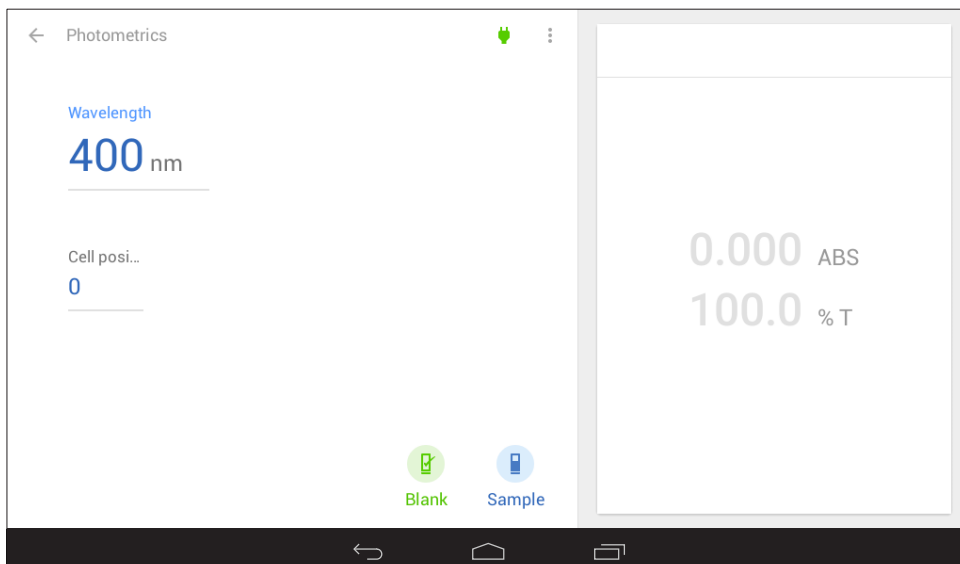 Photometrics
Wavelength
400 nm
Cell posi...
0
Blank
Sample
0.000 ABS
100.0 % T